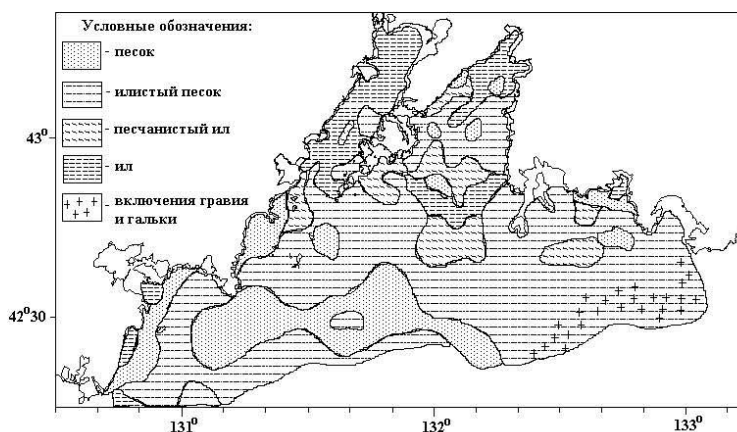 Условные обозначения:
- песок
- илистый песок
- песчанистый ил
- ил
- включения гравия
и гальки
43⁰
42⁰30
131⁰
132⁰
133⁰